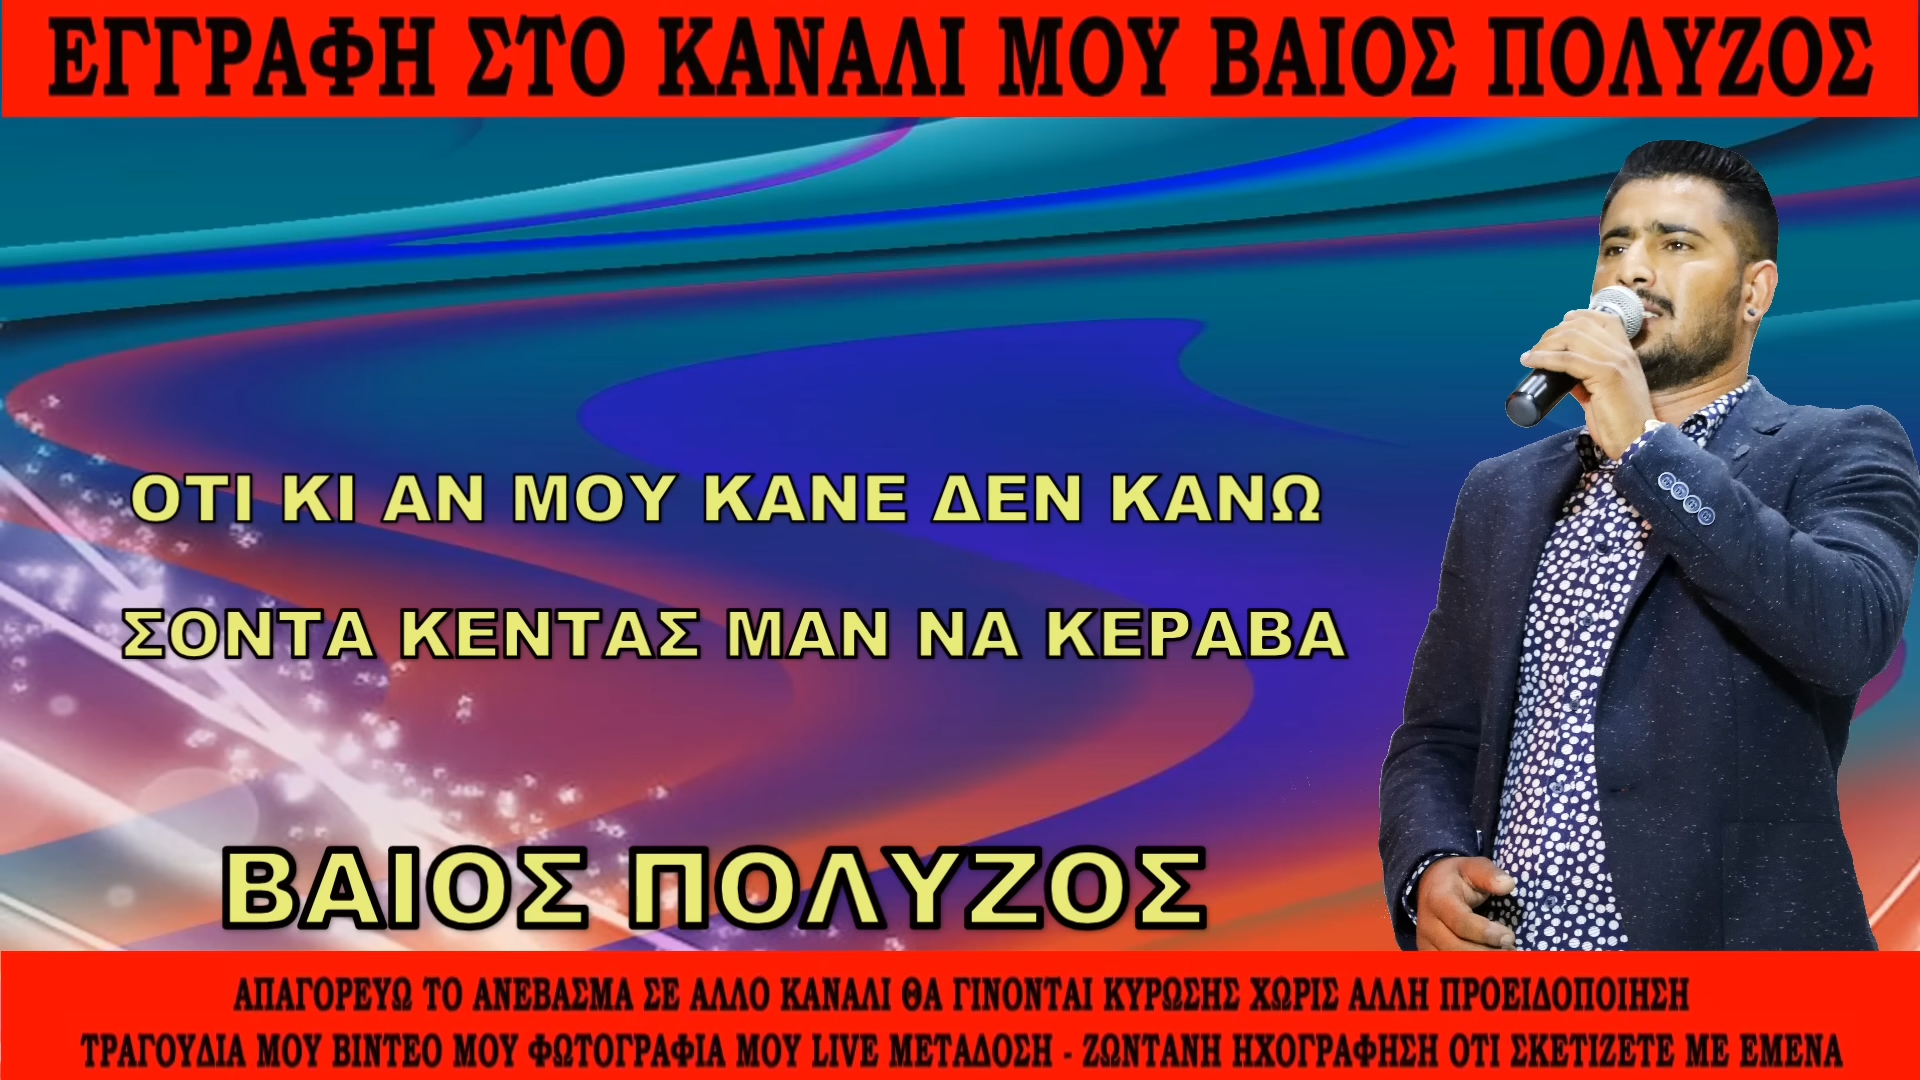 ΕΓΓΡΑΦΗ ΣΤΟ ΚΑΝΑΛΙ ΜΟΥ ΒΑΙΟΣ ΠΟΛΥΖΟΣ
ΟΤΙ ΚΙ ΑΝ ΜΟΥ ΚΑΝΕ ΔΕΝ ΚΑΝΩ
ΣΟΝΤΑ ΚΕΝΤΑΣ ΜΑΝ ΝΑ ΚΕΡΑΒΑ
ΒΑΙΟΣ ΠΟΛΥΖΟΣ
ΑΠΑΓΟΡΕΥΩ ΤΟ ΑΝΕΒΑΣΜΑ ΣΕ ΑΛΛΟ ΚΑΝΑΛΙ ΘΑ ΓΙΝΟΝΤΑΙ ΚΥΡΩΣΗΣ ΧΩΡΙΣ ΑΛΛΗ ΠΡΟΕΙΔΟΠΟΙΗΣΗ
ΤΡΑΓΟΥΔΙΑ ΜΟΥ ΒΙΝΤΕΟ ΜΟΥ ΦΩΤΟΓΡΑΦΙΑ ΜΟΥ LIVE ΜΕΤΑΔΟΣΗ - ΖΩΝΤΑΝΗ ΗΧΟΓΡΑΦΗΣΗ ΟΤΙ ΣΚΕΤΙΖΕΤΕ ΜΕ ΕΜΕΝΑ